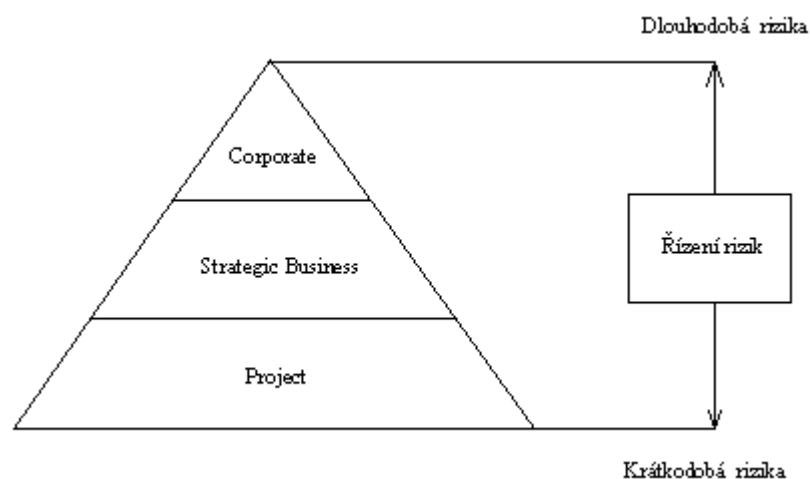 Dlouhodobá rizika
Corporate
Řízení rizik
Strategic Business
Project
Krátkodobá rizika